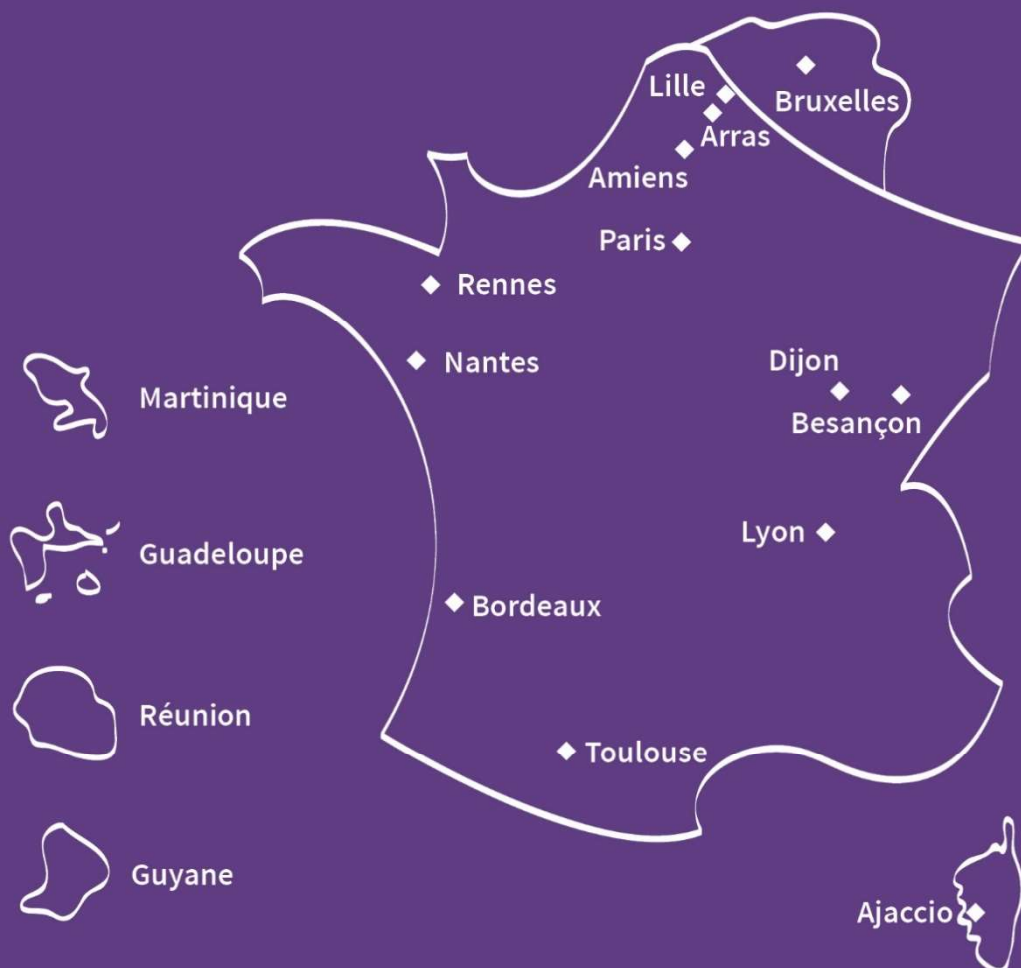 Lille
Bruxelles
Arras
Amiens
Paris
Rennes
Nantes
Dijon
Martinique
Besançon
Lyon
Guadeloupe
Bordeaux
Réunion
Toulouse
Guyane
Ajaccio